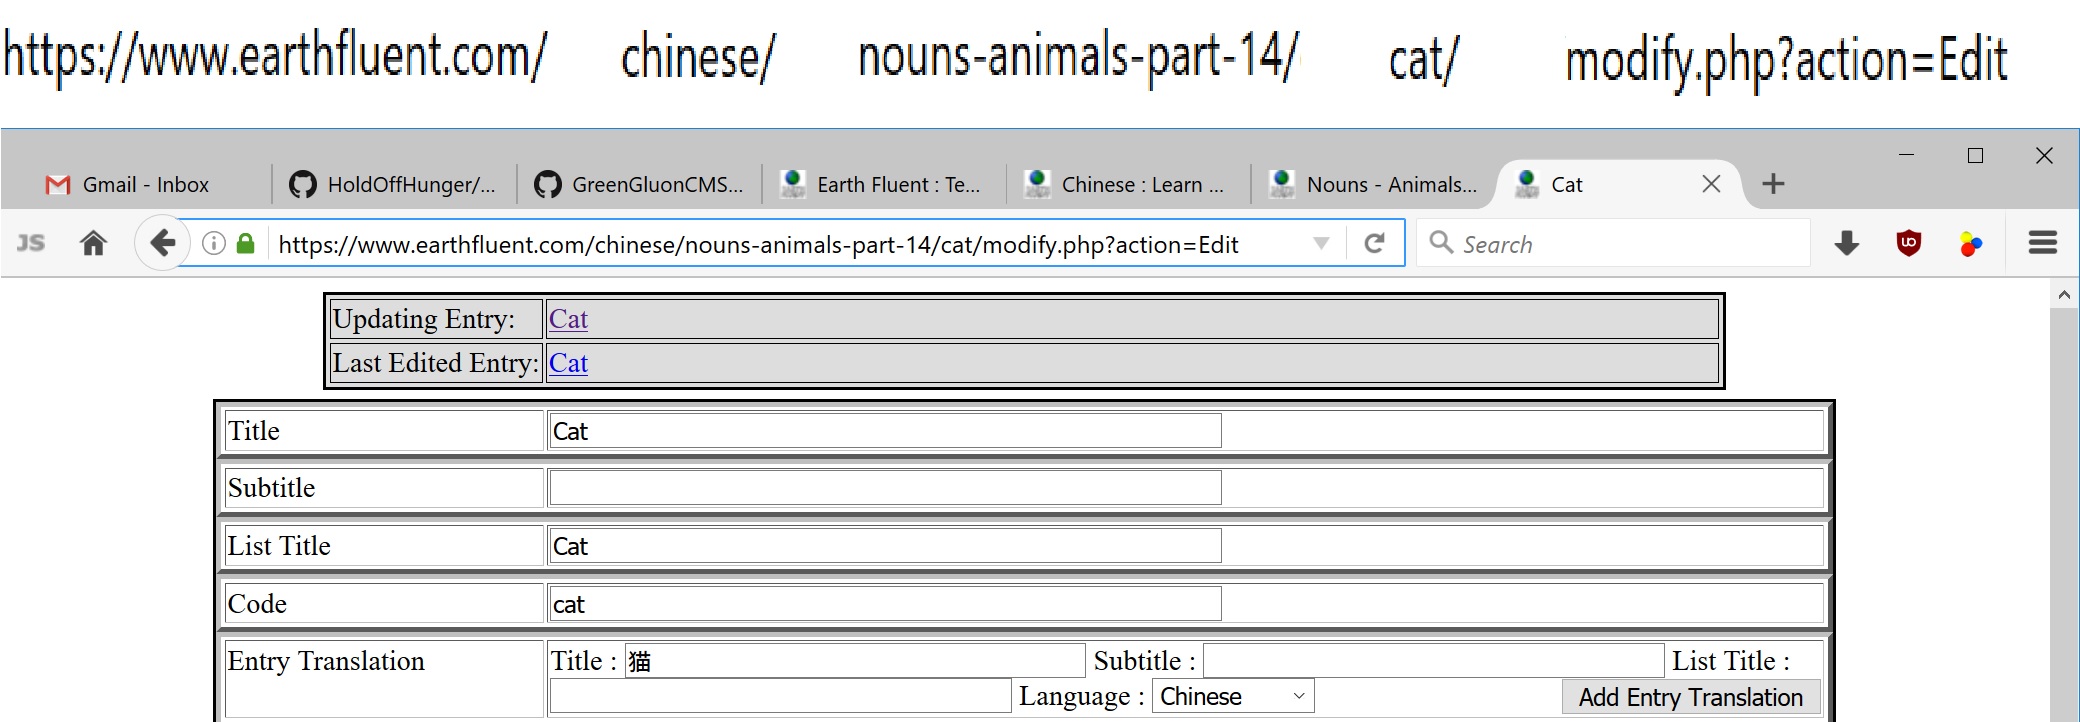 https://www.earthfluent.com/ chinese/ nouns-animals-part-14/ cat/ modify.php?action=Edit
Gmail - Inbox HoldOffHunger/... GreenGluonCMS... Earth Fluent : Te... Chinese : Learn ... Nouns - Animals... Cat
JS https://www.earthfluent.com/chinese/nouns-animals-part-14/cat/modify.php?action=Edit Search
Updating Entry: Cat
Last Edited Entry: Cat
Title Cat
Subtitle
List Title Cat
Code cat
Entry Translation Title : 猫 Subtitle : List Title :
Language : Chinese Add Entry Translation